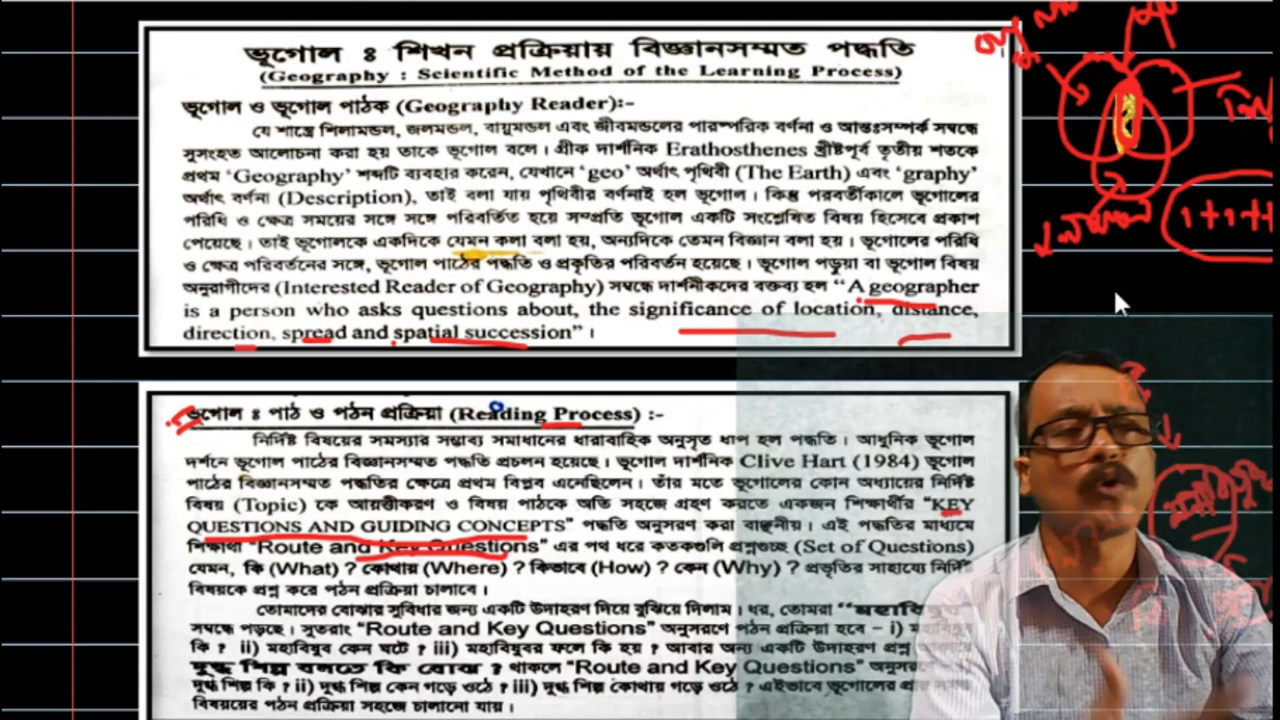 ভূগোল ঃ শিখন প্রক্রিয়ায় বিজ্ঞানসম্মত পদ্ধতি
(Geography : Scientific Method of the Learning Process)
ভূগোল ও ভূগোল পাঠক (Geography Reader):-
যে শাস্ত্রে শিলামন্ডল, জলমন্ডল, বায়ুমন্ডল এবং জীবমন্ডলের পারস্পরিক বর্ণনা ও আন্তঃসম্পর্ক সম্বন্ধে
সুসংহত আলোচনা করা হয় তাকে ভূগোল বলে। গ্রীক দার্শনিক Erathosthenes খ্রীষ্টপূর্ব তৃতীয় শতকে
প্রথম 'Geography' শব্দটি ব্যবহার করেন, যেখানে 'geo' অর্থাৎ পৃথিবী (The Earth) এবং 'graphy'
অর্থাৎ বর্ণনা (Description), তাই বলা যায় পৃথিবীর বর্ণনাই হল ভূগোল। কিন্তু পরবর্তীকালে ভূগোলের
পরিধি ও ক্ষেত্র সময়ের সঙ্গে সঙ্গে পরিবর্তিত হয়ে সম্প্রতি ভূগোল একটি সংশ্লেষিত বিষয় হিসেবে প্রকাশ
পেয়েছে। তাই ভূগোলকে একদিকে যেমন কলা বলা হয়, অন্যদিকে তেমন বিজ্ঞান বলা হয়। ভূগোলের পরিধি
ও ক্ষেত্র পরিবর্তনের সঙ্গে, ভূগোল পাঠের পদ্ধতি ও প্রকৃতির পরিবর্তন হয়েছে। ভূগোল পড়ুয়া বা ভূগোল বিষয়
অনুরাগীদের (Interested Reader of Geography) সম্বন্ধে দার্শনীকদের বক্তব্য হল "A geographer
is a person who asks questions about, the significance of location, distance,
direction, spread and spatial succession"।
ভূগোল ঃ পাঠ ও পঠন প্রক্রিয়া (Reading Process) :-
নির্দিষ্ট বিষয়ের সমস্যার সম্ভাব্য সমাধানের ধারাবাহিক অনুসৃত ধাপ হল পদ্ধতি। আধুনিক ভূগোল
দর্শনে ভূগোল পাঠের বিজ্ঞানসম্মত পদ্ধতি প্রচলন হয়েছে। ভূগোল দার্শনিক Clive Hart (1984) ভূগোল
পাঠের বিজ্ঞানসম্মত পদ্ধতির ক্ষেত্রে প্রথম বিপ্লব এনেছিলেন। তাঁর মতে ভূগোলের কোন অধ্যায়ের নির্দিষ্ট
বিষয় (Topic) কে আয়ত্তীকরণ ও বিষয় পাঠকে অতি সহজে গ্রহণ করতে একজন শিক্ষার্থীর "KEY
QUESTIONS AND GUIDING CONCEPTS" পদ্ধতি অনুসরণ করা বাঞ্ছনীয়। এই পদ্ধতির মাধ্যমে
শিক্ষার্থী "Route and Key Questions" এর পথ ধরে কতকগুলি প্রশ্নগুচ্ছ (Set of Questions)
যেমন, কি (What) ? কোথায় (Where) ? কিভাবে (How) ? কেন (Why) ? প্রভৃতির সাহায্যে নির্দিষ্ট
বিষয়কে প্রশ্ন করে পঠন প্রক্রিয়া চালাবে।
তোমাদের বোঝার সুবিধার জন্য একটি উদাহরণ দিয়ে বুঝিয়ে দিলাম। ধর, তোমরা "মহাবিষুব"
সম্বন্ধে পড়ছে। সুতরাং "Route and Key Questions" অনুসরণে পঠন প্রক্রিয়া হবে – i) মহাবিষুব
কি ? ii) মহাবিষুব কেন ঘটে ? iii) মহাবিষুবর ফলে কি হয় ? আবার অন্য একটি উদাহরণ প্রশ্ন
দুগ্ধ শিল্প বলতে কি বোঝ ? থাকলে "Route and Key Questions"
দুগ্ধ শিল্প কি ? ii) দুগ্ধ শিল্প কেন গড়ে ওঠে ? iii) দুগ্ধ শিল্প কোথায় গড়ে ওঠে ? এইভাবে ভূগোলের
বিষয়য়ের পঠন প্রক্রিয়া সহজে চালানো যায়।
1+1+1